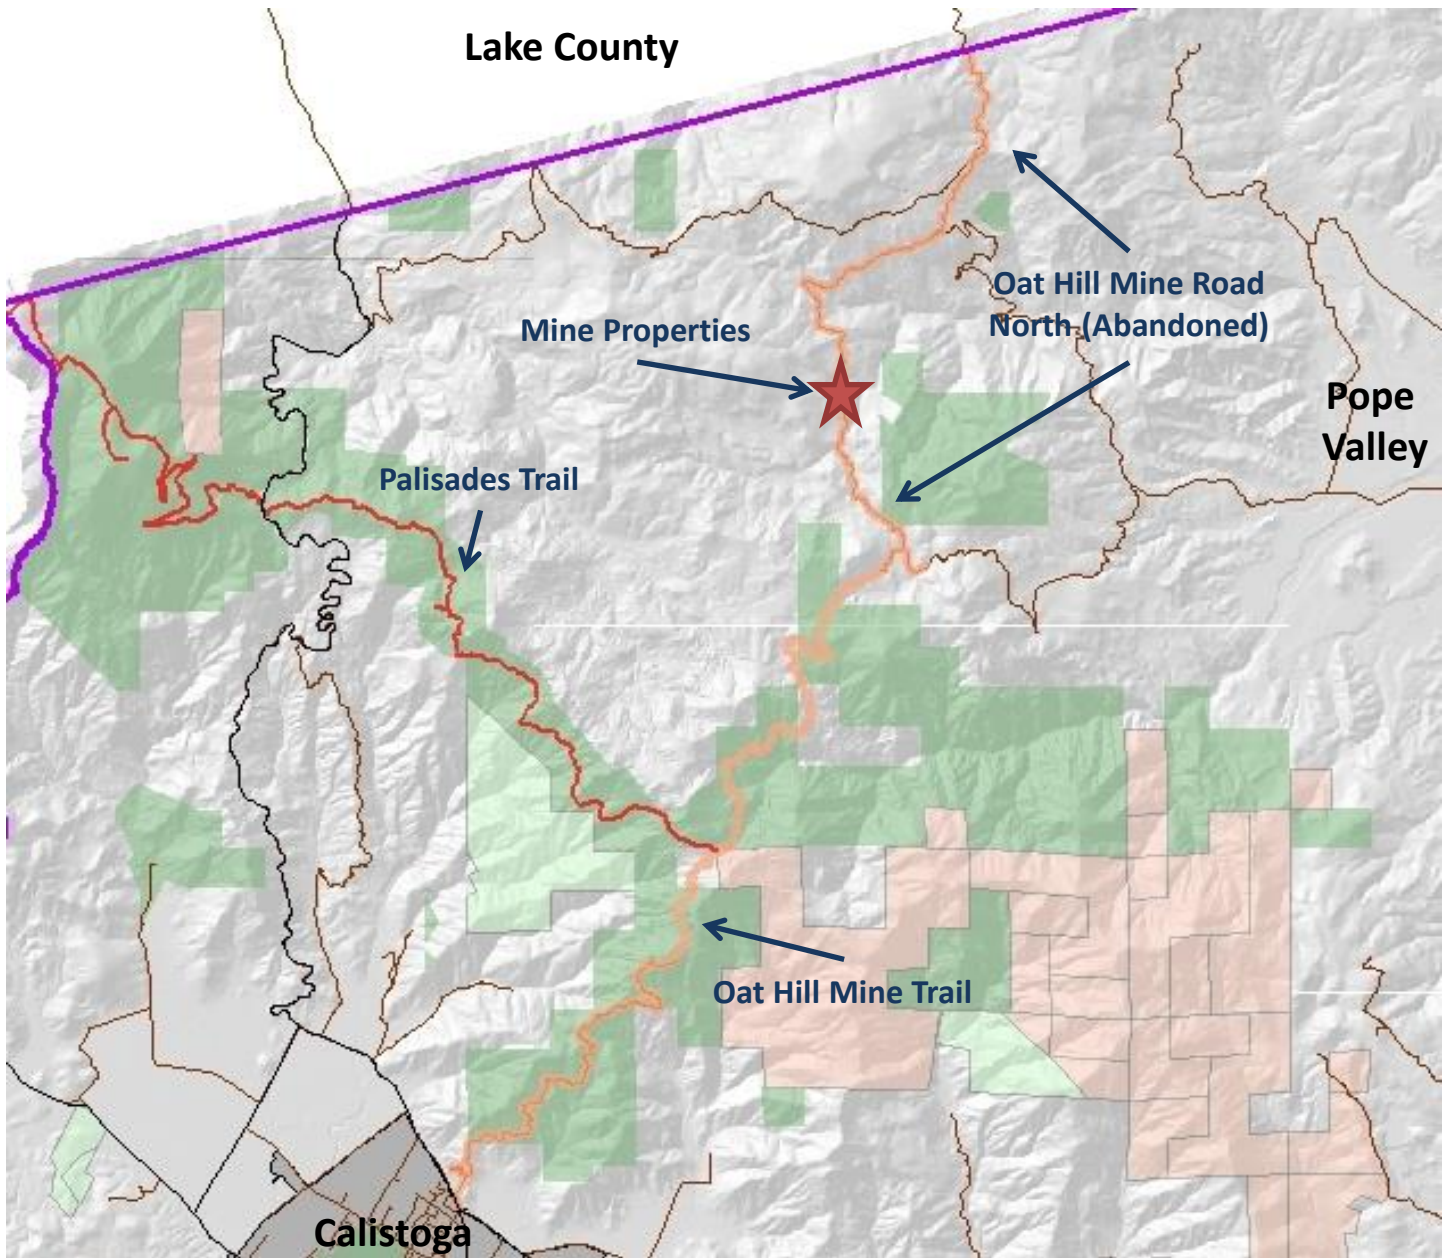 Lake County
Oat Hill Mine Road
North (Abandoned)
Mine Properties
Pope
Valley
Palisades Trail
Oat Hill Mine Trail
Calistoga